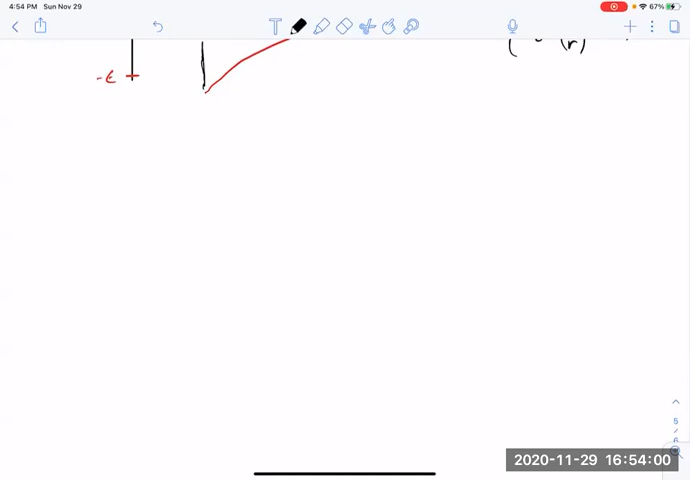 4:54 PM Sun Nov 29
67%
(r)
-ε
5
/
6
2020-11-29 16:54:00